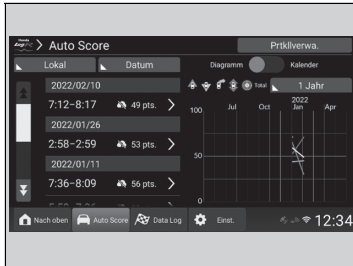 Honda
LogR
Auto Score
Prtkllverwa.
Lokal
Datum
Diagramm
Kalender
Total
1 Jahr
2022/02/10
7:12–8:17 49 pts.
2022/01/26
2:58–2:59 53 pts.
2022/01/11
7:36–8:09 56 pts.
100
50
0
Jul
Oct
2022
Jan
Apr
Nach oben
Auto Score
Data Log
Einst.
12:34